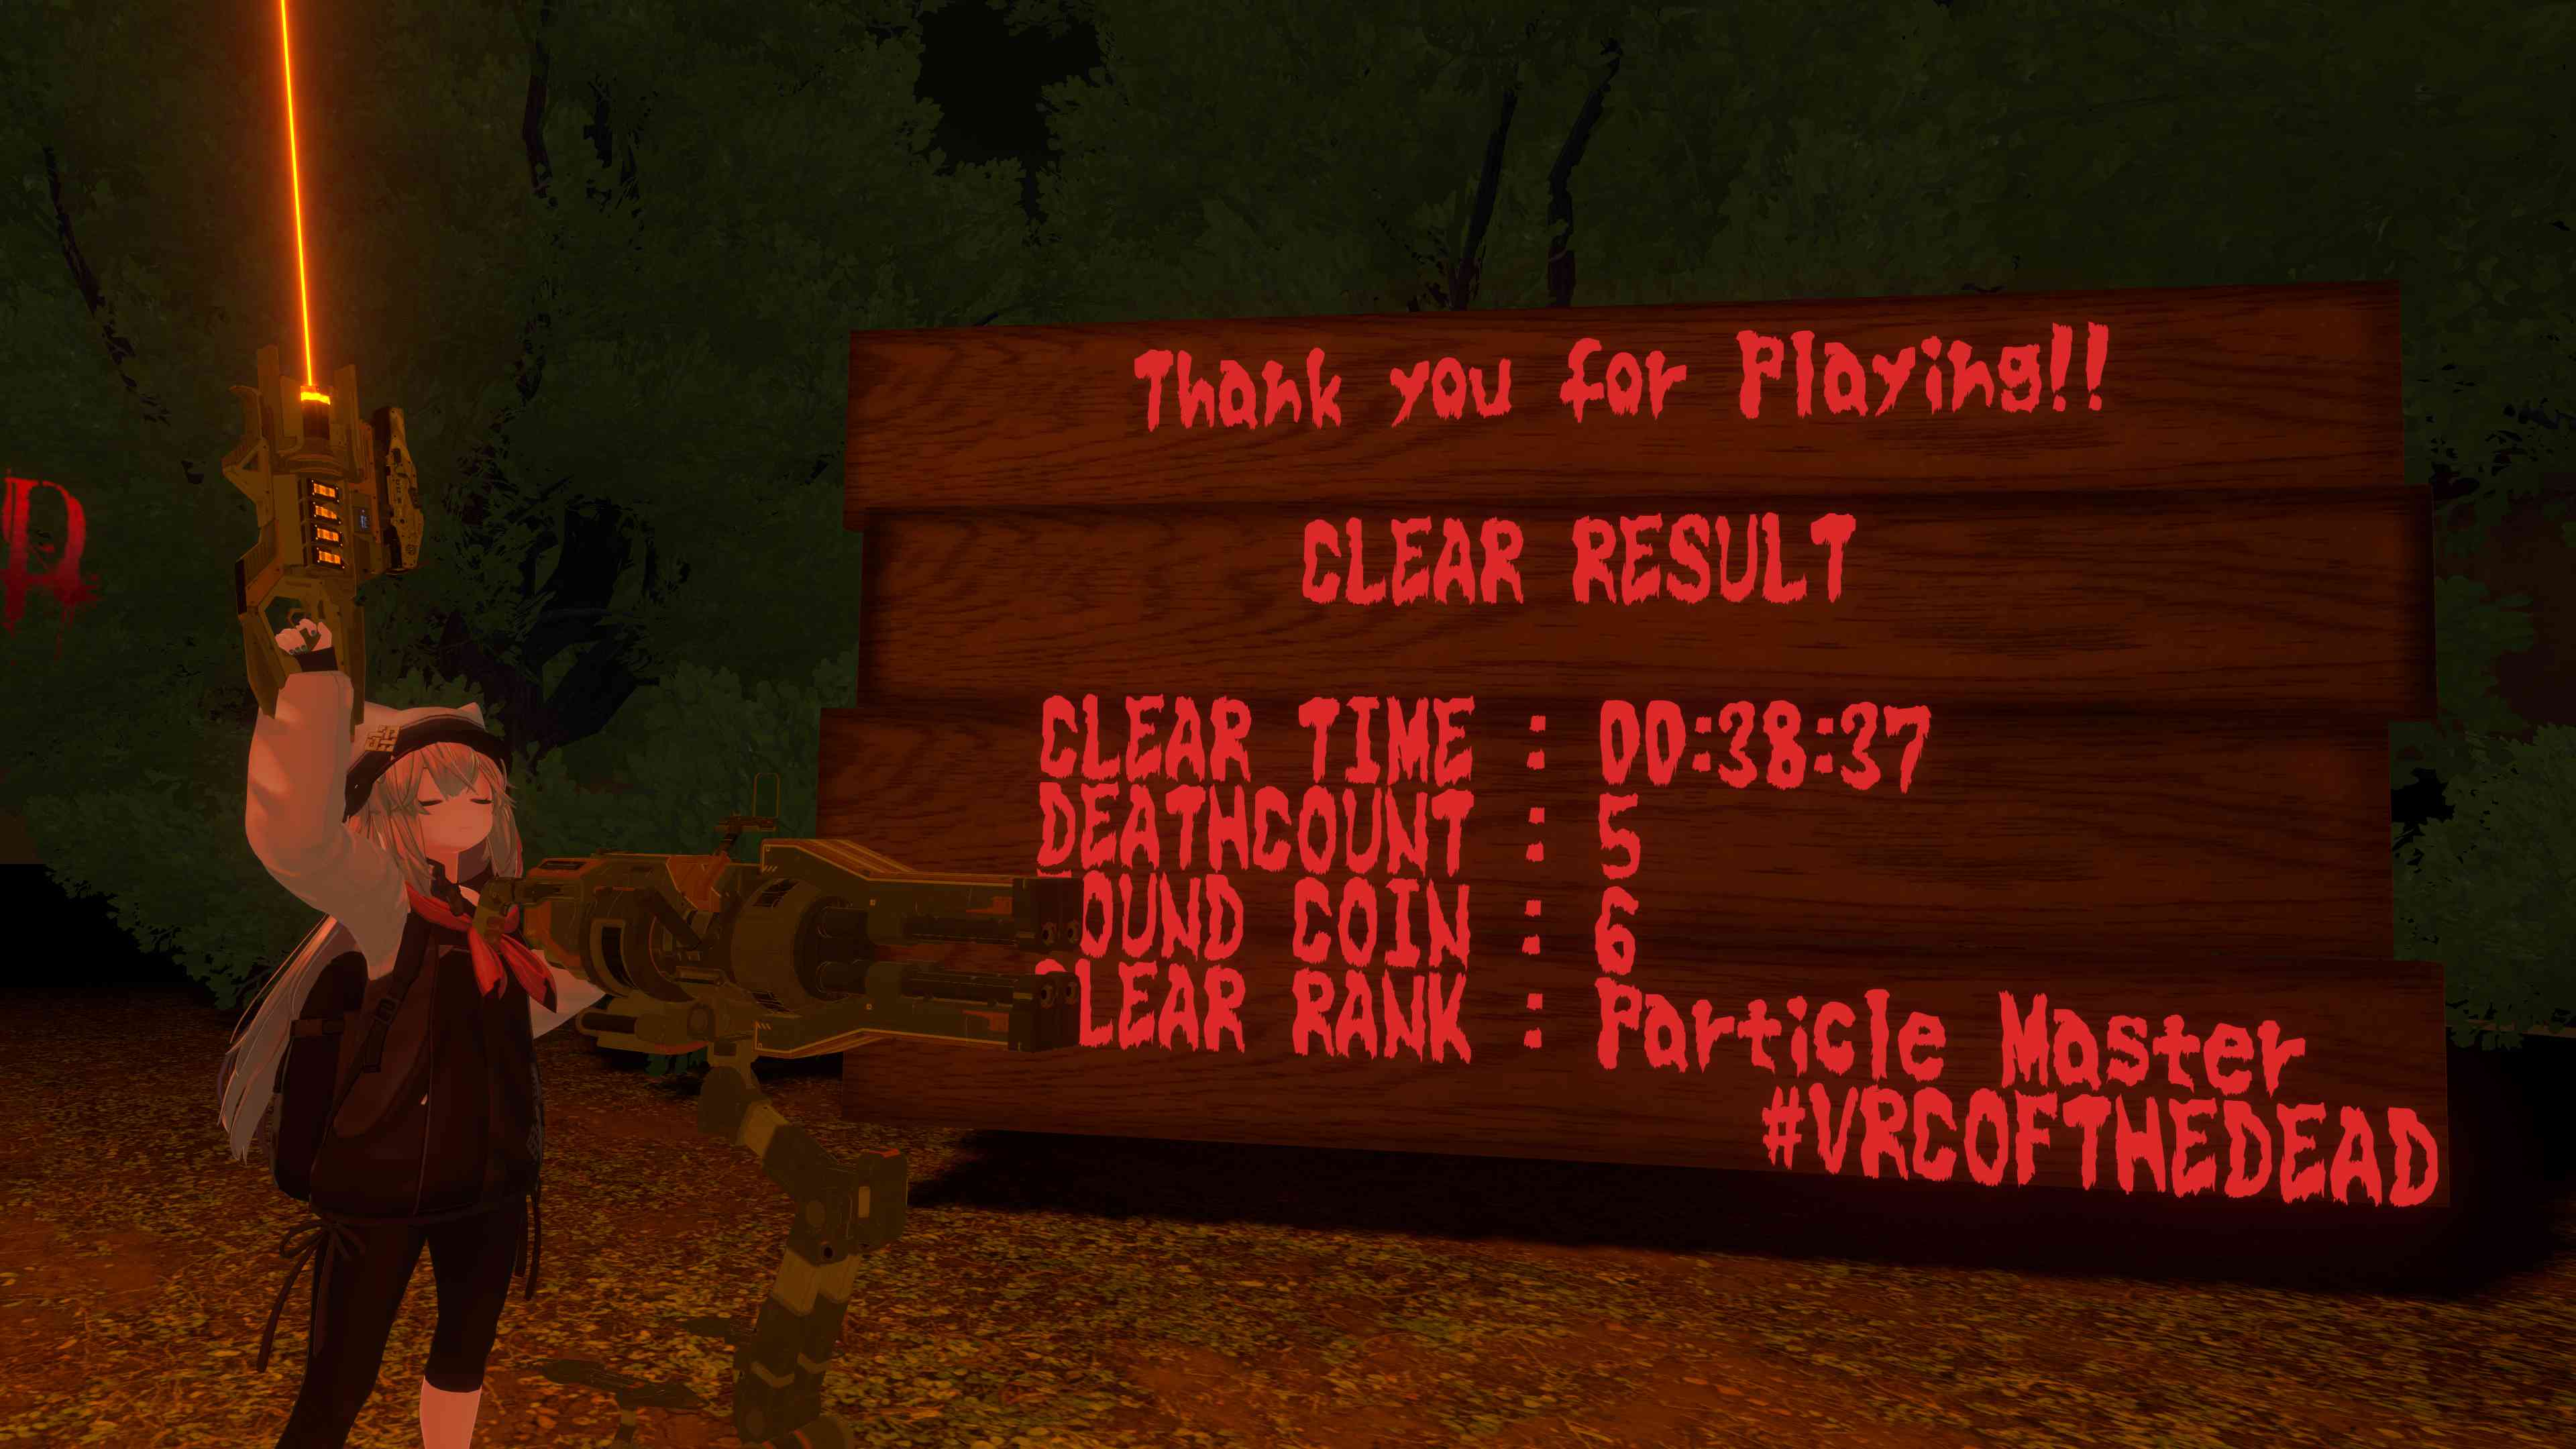 Thank you for Playing!!
CLEAR RESULT
CLEAR TIME : 00:38:37
DEATHCOUNT : 5
OUND COIN : 6
LEAR RANK : Particle Master
#VRCOFTHEDEAD